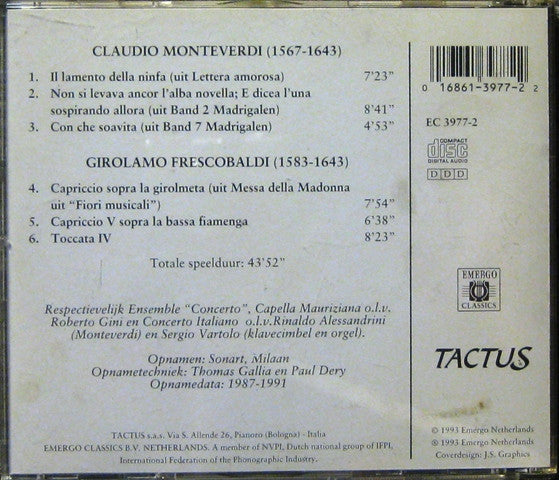 CLAUDIO MONTEVERDI (1567-1643)
1. Il lamento della ninfa (uit Lettera amorosa) 7'23"
2. Non si levava ancor l'alba novella; E dicea l'una
sospirando allora (uit Band 2 Madrigalen) 8'41"
3. Con che soavita (uit Band 7 Madrigelen) 4'53"
GIROLAMO FRESCOBALDI (1583-1643)
4. Capriccio sopra la girolmeta (uit Messa della Madonna
uit "Fiori musicali") 7'54"
5. Capriccio V sopra la bassa fiamenga 6'38"
6. Toccata IV 8'23"
Totale speelduur: 43'52"
Respectievelijk Ensemble "Concerto", Capella Mauriziana o.l.v.
Roberto Gini en Concerto Italiano o.l.v. Rinaldo Alessandrini
(Monteverdi) en Sergio Vartolo (klavecimbel en orgel).
Opnamen: Sonart, Milaan
Opnametechniek: Thomas Gallia en Paul Dery
Opnamedata: 1987-1991
TACTUS s.a.s. Via S. Allende 26, Pianoro (Bologna) - Italia
EMERGO CLASSICS B.V. NETHERLANDS. A member of NVPI, Dutch national group of IFPI,
International Federation of the Phonographic Industry.
0 16861-3977-2 2
EC 3977-2
COMPACT
disc
DIGITAL AUDIO
D D D
EMERGO
CLASSICS
TACTUS
© 1993 Emergo Netherlands
℗ 1993 Emergo Netherlands
Coverdesign: J.S. Graphics